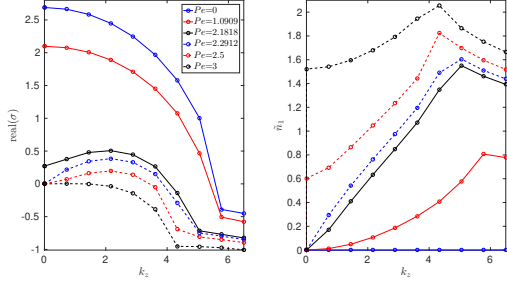 2.5
2
1.5
1
0.5
0
-0.5
-1
real(σ)
0
2
4
6
k_z
Pe=0
Pe=1.0909
Pe=2.1818
Pe=2.2912
Pe=2.5
Pe=3
2
1.8
1.6
1.4
1.2
1
0.8
0.6
0.4
0.2
0
ñ₁
0
2
4
6
k_z